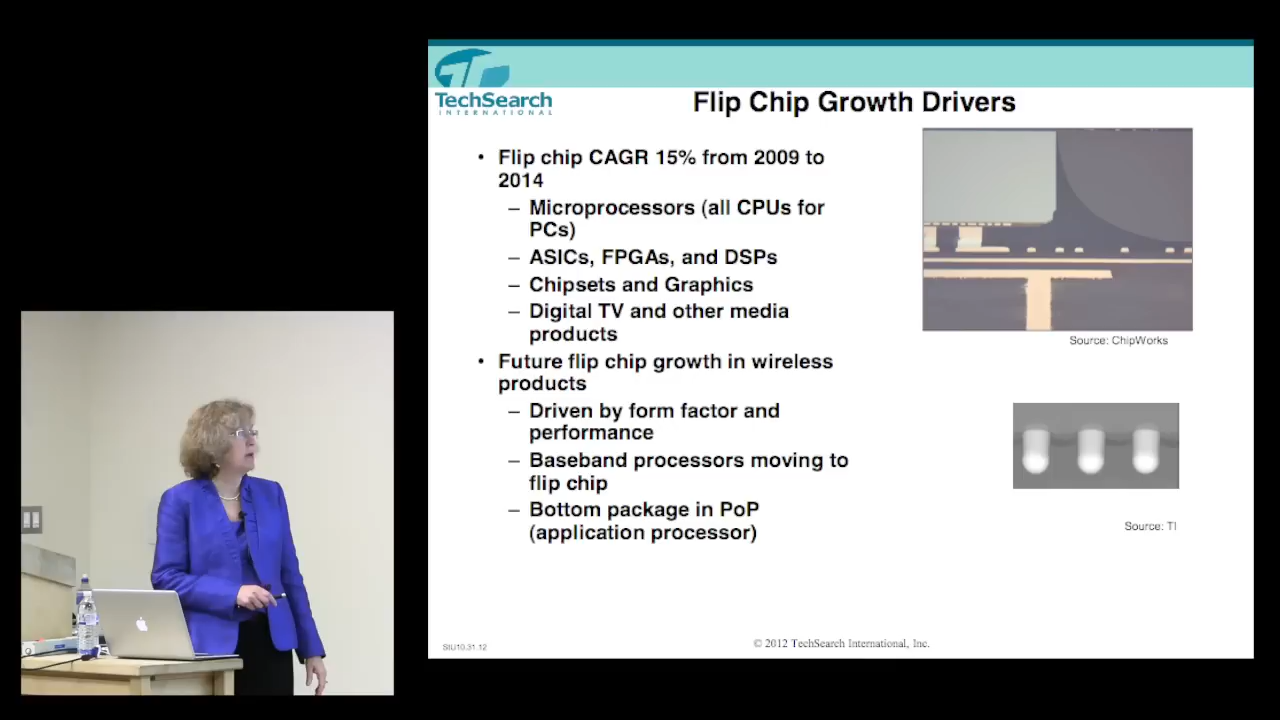 TechSearch
INTERNATIONAL
Flip Chip Growth Drivers
• Flip chip CAGR 15% from 2009 to
2014
– Microprocessors (all CPUs for
PCs)
– ASICs, FPGAs, and DSPs
– Chipsets and Graphics
– Digital TV and other media
products
• Future flip chip growth in wireless
products
– Driven by form factor and
performance
– Baseband processors moving to
flip chip
– Bottom package in PoP
(application processor)
Source: ChipWorks
Source: TI
SIU10.31.12
© 2012 TechSearch International, Inc.